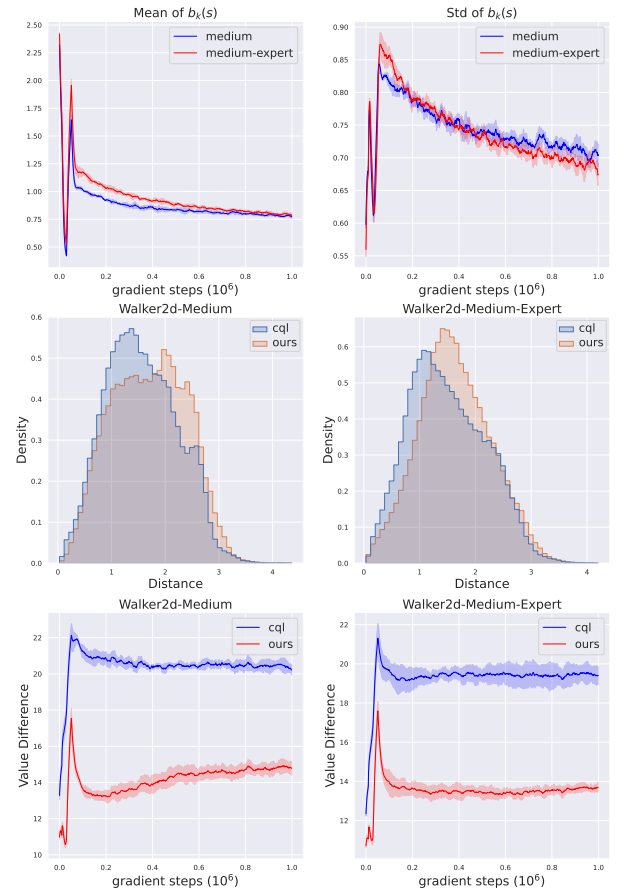 Mean of b_k(s)
medium
medium-expert
2.50
2.25
2.00
1.75
1.50
1.25
1.00
0.75
0.50
0.0 0.2 0.4 0.6 0.8 1.0
gradient steps (10^6)
Std of b_k(s)
medium
medium-expert
0.90
0.85
0.80
0.75
0.70
0.65
0.60
0.55
0.0 0.2 0.4 0.6 0.8 1.0
gradient steps (10^6)
Walker2d-Medium
cql
ours
Density
0.6
0.5
0.4
0.3
0.2
0.1
0.0
0 1 2 3 4
Distance
Walker2d-Medium-Expert
cql
ours
Density
0.6
0.5
0.4
0.3
0.2
0.1
0.0
0 1 2 3 4
Distance
Walker2d-Medium
cql
ours
Value Difference
22
20
18
16
14
12
10
0.0 0.2 0.4 0.6 0.8 1.0
gradient steps (10^6)
Walker2d-Medium-Expert
cql
ours
Value Difference
22
20
18
16
14
12
0.0 0.2 0.4 0.6 0.8 1.0
gradient steps (10^6)